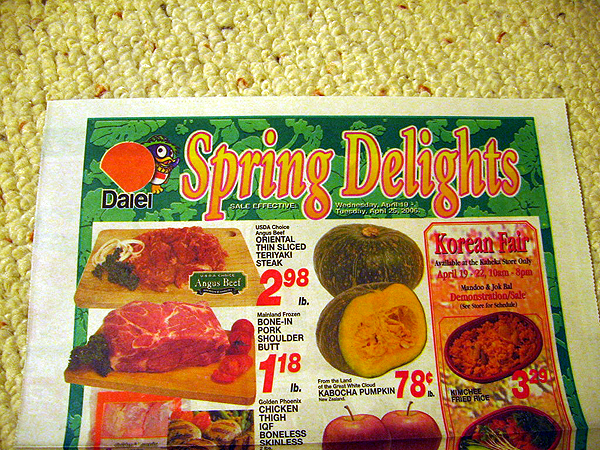 Daiei
Spring Delights
SALE EFFECTIVE: Wednesday, April 19 -
Tuesday, April 25, 2006
USDA Choice
Angus Beef
ORIENTAL
THIN SLICED
TERIYAKI
STEAK
2.98
lb.
U.S.D.A. CHOICE
Angus Beef
Mainland Frozen
BONE-IN
PORK
SHOULDER
BUTT
1.18
lb.
Golden Phoenix
CHICKEN
THIGH
IQF
BONELESS
SKINLESS
From the Land
of the Great White Cloud
KABOCHA PUMPKIN
New Zealand.
78¢
lb.
Korean Fair
Available at the Kaheka Store Only
April 19 - 22, 10am - 8pm
Mandoo & Jok Bal
Demonstration/Sale
(See Store for Schedule)
KIMCHEE
FRIED RICE
3.29